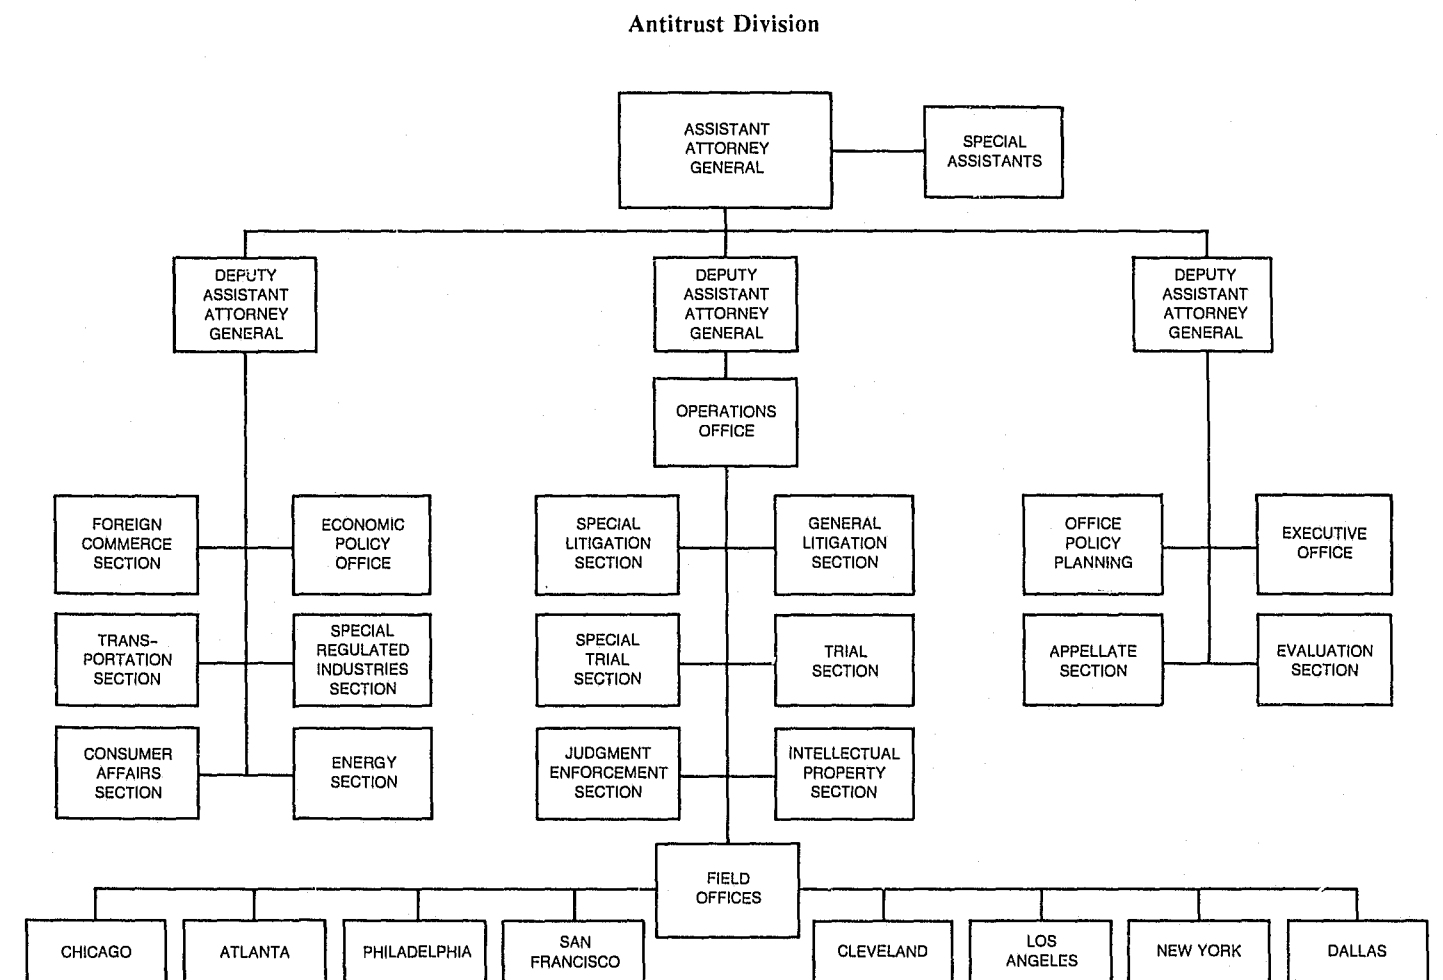 Antitrust Division
ASSISTANT
ATTORNEY
GENERAL
SPECIAL
ASSISTANTS
DEPUTY
ASSISTANT
ATTORNEY
GENERAL
DEPUTY
ASSISTANT
ATTORNEY
GENERAL
DEPUTY
ASSISTANT
ATTORNEY
GENERAL
OPERATIONS
OFFICE
FOREIGN
COMMERCE
SECTION
ECONOMIC
POLICY
OFFICE
SPECIAL
LITIGATION
SECTION
GENERAL
LITIGATION
SECTION
OFFICE
POLICY
PLANNING
EXECUTIVE
OFFICE
TRANS-
PORTATION
SECTION
SPECIAL
REGULATED
INDUSTRIES
SECTION
SPECIAL
TRIAL
SECTION
TRIAL
SECTION
APPELLATE
SECTION
EVALUATION
SECTION
CONSUMER
AFFAIRS
SECTION
ENERGY
SECTION
JUDGMENT
ENFORCEMENT
SECTION
INTELLECTUAL
PROPERTY
SECTION
FIELD
OFFICES
CHICAGO
ATLANTA
PHILADELPHIA
SAN
FRANCISCO
CLEVELAND
LOS
ANGELES
NEW YORK
DALLAS